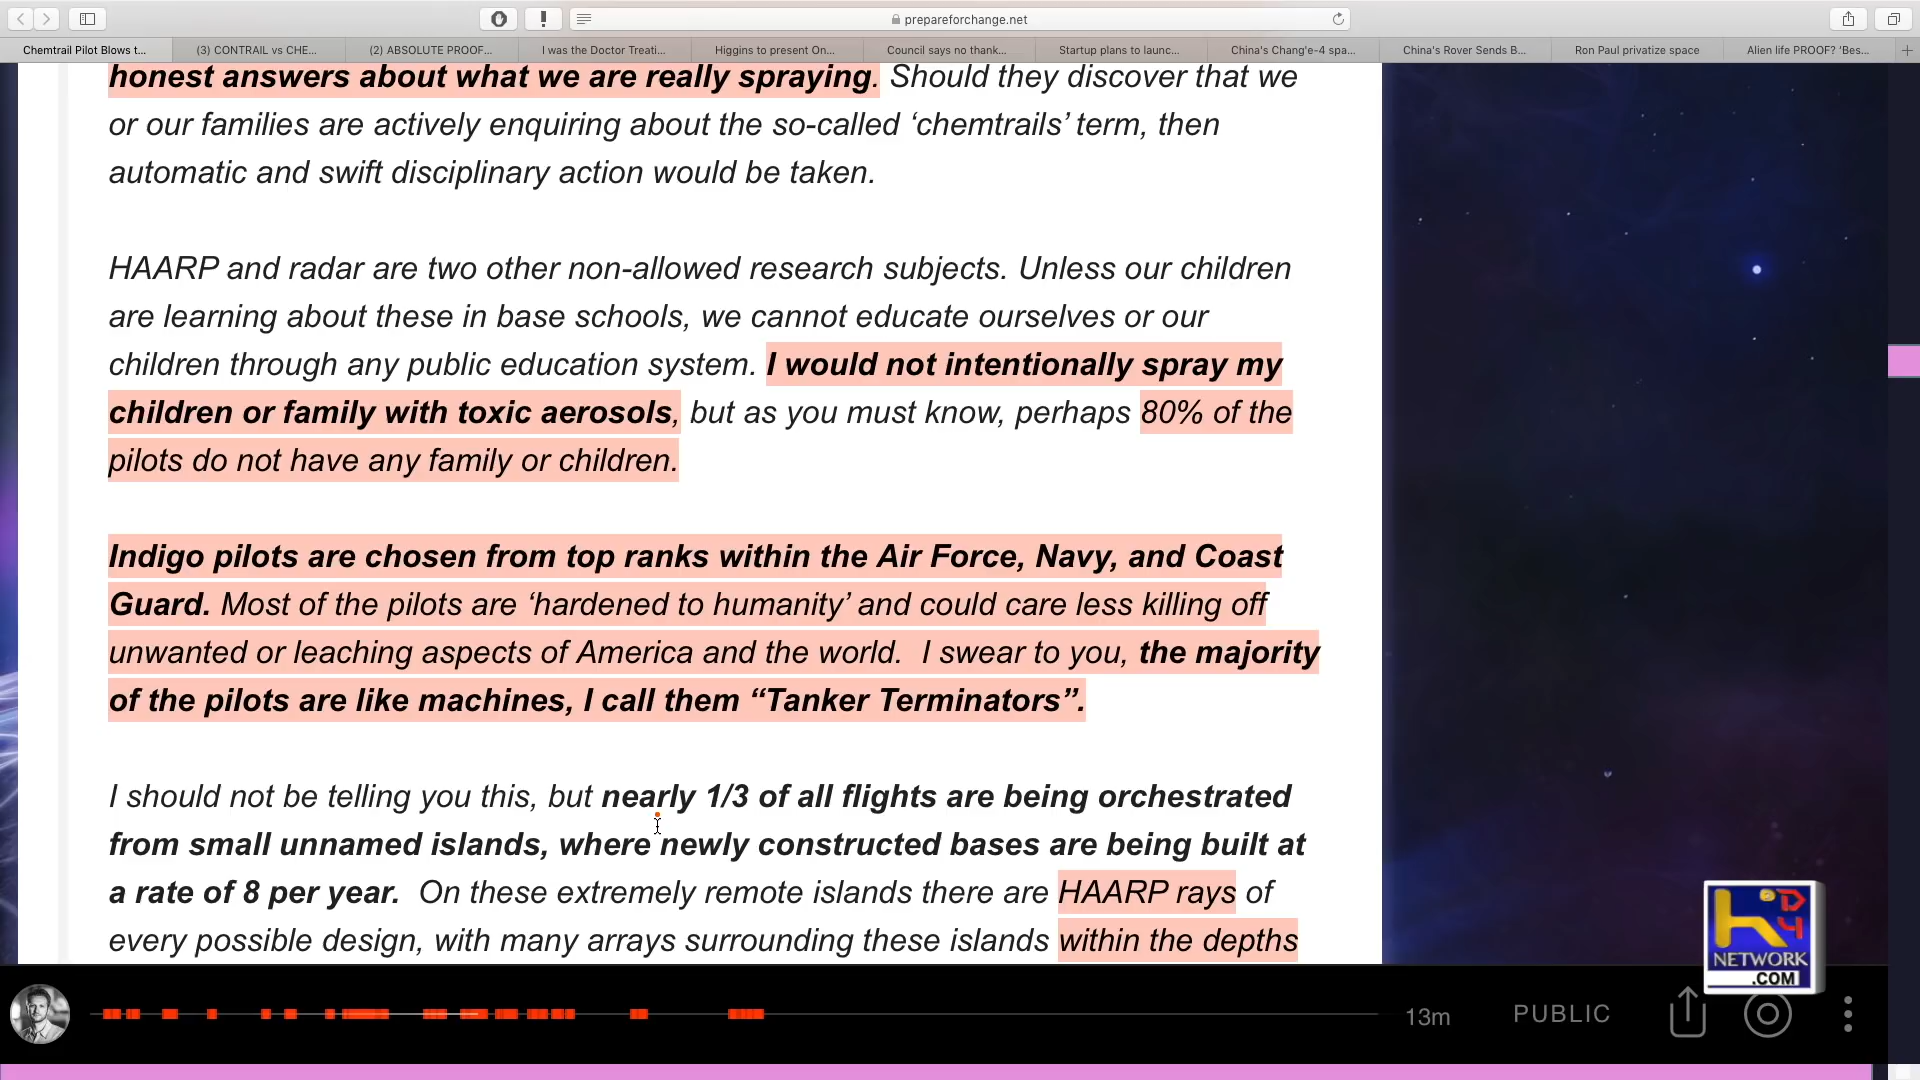 prepareforchange.net
Chemtrail Pilot Blows t...
(3) CONTRAIL vs CHE...
(2) ABSOLUTE PROOF...
I was the Doctor Treati...
Higgins to present On...
Council says no thank...
Startup plans to launc...
China's Chang'e-4 spa...
China's Rover Sends B...
Ron Paul privatize space
Alien life PROOF? 'Bes...
honest answers about what we are really spraying. Should they discover that we
or our families are actively enquiring about the so-called ‘chemtrails’ term, then
automatic and swift disciplinary action would be taken.
HAARP and radar are two other non-allowed research subjects. Unless our children
are learning about these in base schools, we cannot educate ourselves or our
children through any public education system. I would not intentionally spray my
children or family with toxic aerosols, but as you must know, perhaps 80% of the
pilots do not have any family or children.
Indigo pilots are chosen from top ranks within the Air Force, Navy, and Coast
Guard. Most of the pilots are ‘hardened to humanity’ and could care less killing off
unwanted or leaching aspects of America and the world.  I swear to you, the majority
of the pilots are like machines, I call them “Tanker Terminators”.
I should not be telling you this, but nearly 1/3 of all flights are being orchestrated
from small unnamed islands, where newly constructed bases are being built at
a rate of 8 per year.  On these extremely remote islands there are HAARP rays of
every possible design, with many arrays surrounding these islands within the depths
D
4
NETWORK
.COM
13m
PUBLIC